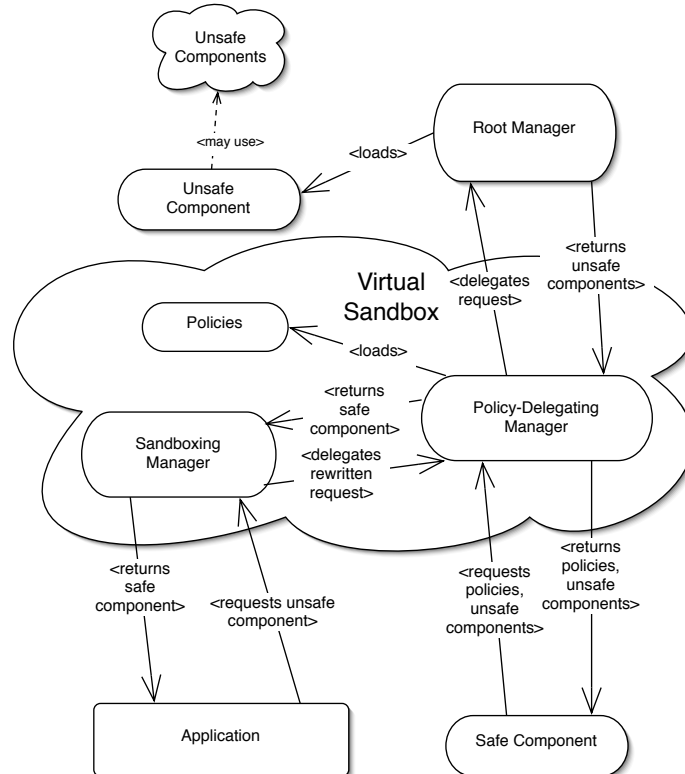 Unsafe
Components
Root Manager
<may use>
<loads>
Unsafe
Component
<returns
unsafe
components>
<delegates
request>
Virtual
Sandbox
Policies
<loads>
<returns
safe
component>
Policy-Delegating
Manager
Sandboxing
Manager
<delegates
rewritten
request>
<returns
safe
component>
<requests unsafe
component>
<requests
policies,
unsafe
components>
<returns
policies,
unsafe
components>
Application
Safe Component